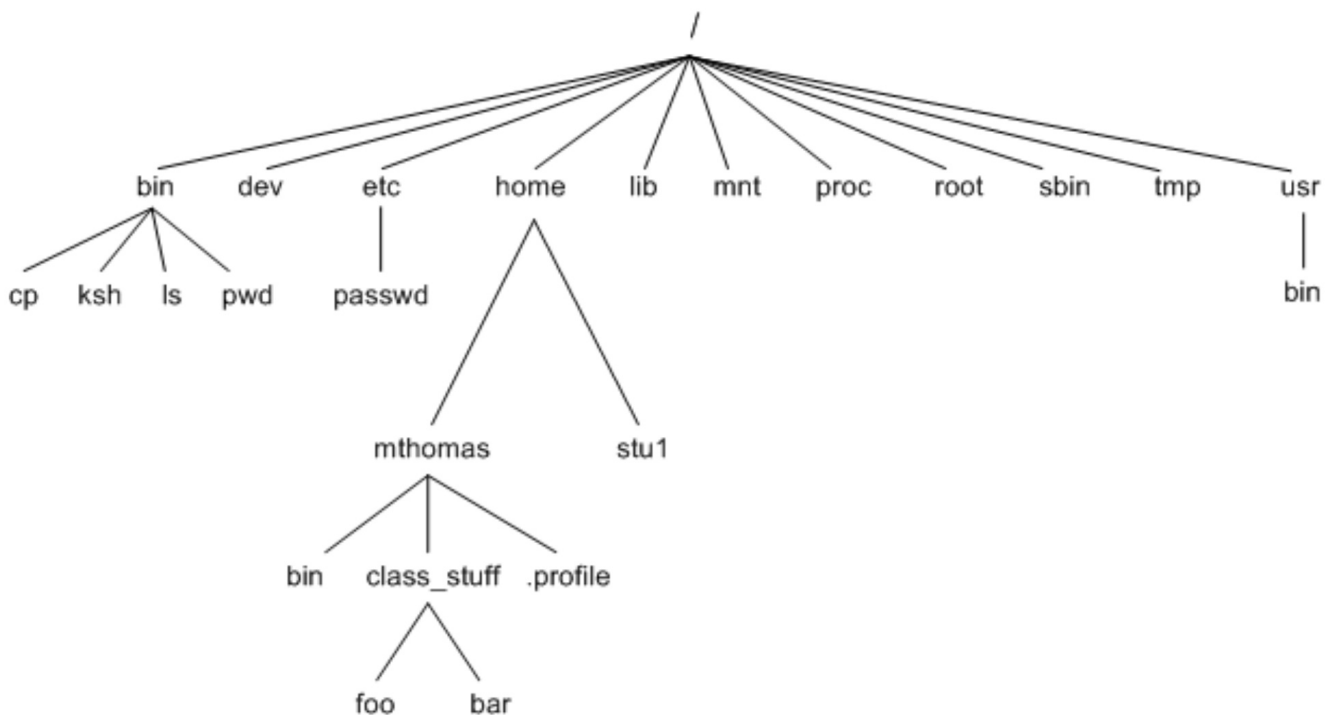 /
bin dev etc home lib mnt proc root sbin tmp usr
cp ksh ls pwd passwd bin
mthomas stu1
bin class_stuff .profile
foo bar